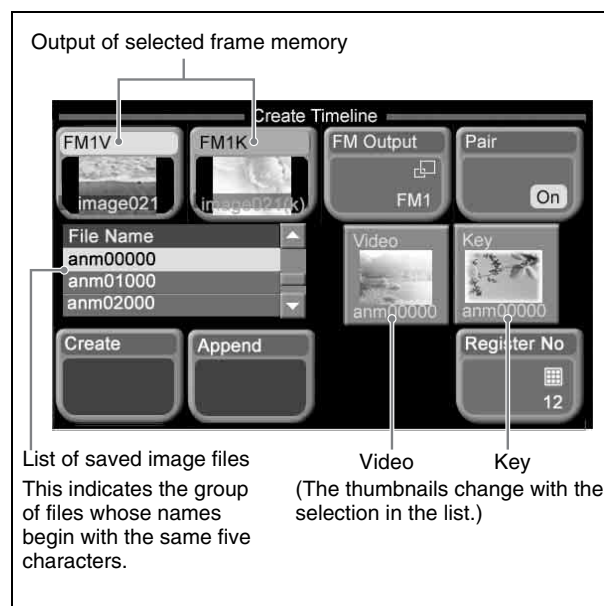 Output of selected frame memory
Create Timeline
FM1V
FM1K
FM Output
Pair
image021
image021(k)
FM1
On
File Name
anm00000
anm01000
anm02000
Video
anm00000
Key
anm00000
Create
Append
Register No
12
List of saved image files
This indicates the group
of files whose names
begin with the same five
characters.
Video
Key
(The thumbnails change with the
selection in the list.)